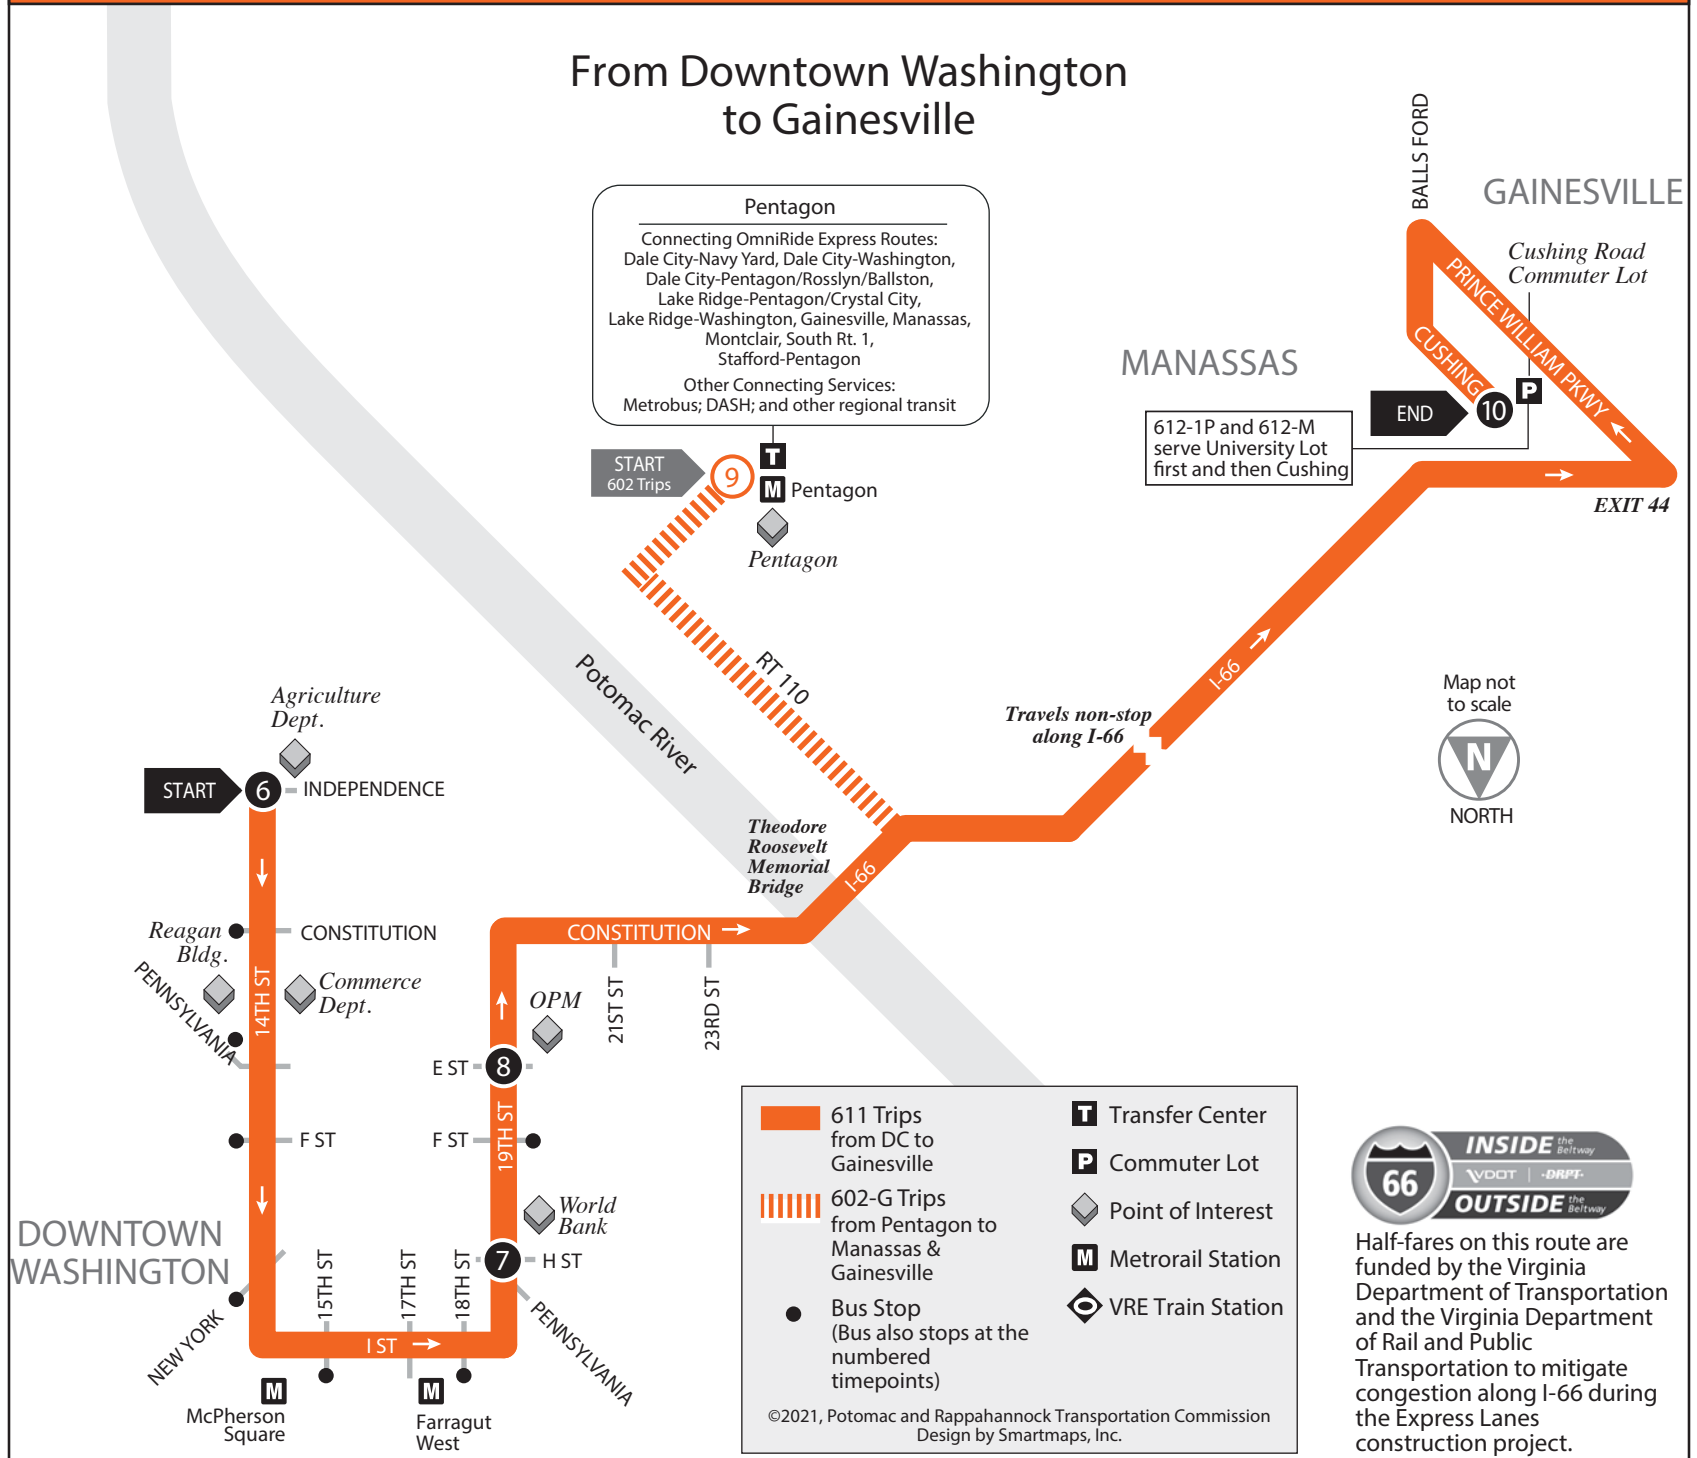 From Downtown Washington
to Gainesville
Pentagon
Connecting OmniRide Express Routes:
Dale City-Navy Yard, Dale City-Washington,
Dale City-Pentagon/Rosslyn/Ballston,
Lake Ridge-Pentagon/Crystal City,
Lake Ridge-Washington, Gainesville, Manassas,
Montclair, South Rt. 1,
Stafford-Pentagon
Other Connecting Services:
Metrobus; DASH; and other regional transit
START
602 Trips
9
T
M Pentagon
Pentagon
BALLS FORD
GAINESVILLE
Cushing Road
Commuter Lot
PRINCE WILLIAM PKWY
CUSHING
MANASSAS
P
END
10
612-1P and 612-M
serve University Lot
first and then Cushing
EXIT 44
I-66
RT 110
Potomac River
Travels non-stop
along I-66
Map not
to scale
N
NORTH
Agriculture
Dept.
START
6
INDEPENDENCE
Theodore
Roosevelt
Memorial
Bridge
I-66
Reagan
Bldg.
CONSTITUTION
CONSTITUTION
PENNSYLVANIA
14TH ST
Commerce
Dept.
OPM
21ST ST
23RD ST
E ST
8
F ST
F ST
19TH ST
World
Bank
DOWNTOWN
WASHINGTON
7
H ST
15TH ST
17TH ST
18TH ST
NEW YORK
I ST
PENNSYLVANIA
M
McPherson
Square
M
Farragut
West
611 Trips
from DC to
Gainesville
602-G Trips
from Pentagon to
Manassas &
Gainesville
Bus Stop
(Bus also stops at the
numbered
timepoints)
T Transfer Center
P Commuter Lot
Point of Interest
M Metrorail Station
VRE Train Station
©2021, Potomac and Rappahannock Transportation Commission
Design by Smartmaps, Inc.
66
INSIDE the Beltway
VDOT | DRPT
OUTSIDE the Beltway
Half-fares on this route are
funded by the Virginia
Department of Transportation
and the Virginia Department
of Rail and Public
Transportation to mitigate
congestion along I-66 during
the Express Lanes
construction project.